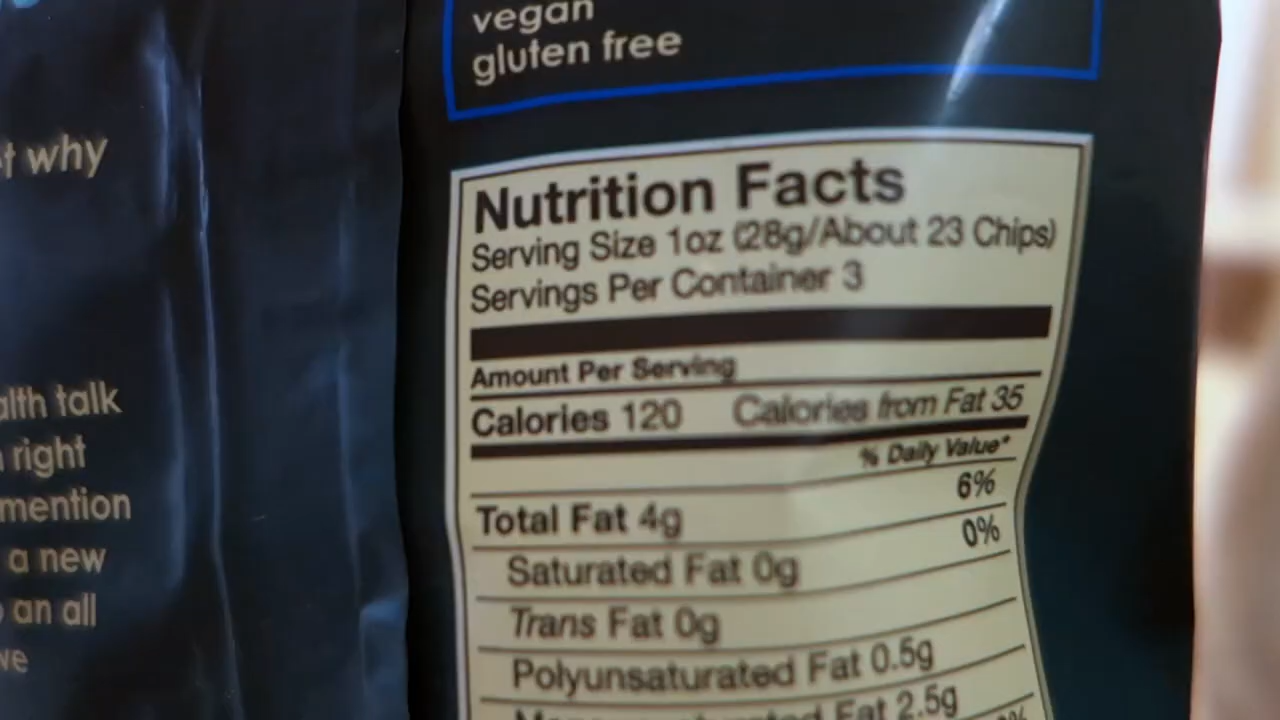 vegan
gluten free
why
alth talk
right
mention
a new
an all
Nutrition Facts
Serving Size 1oz (28g/About 23 Chips)
Servings Per Container 3
Amount Per Serving
Calories 120 Calories from Fat 35
% Daily Value*
Total Fat 4g 6%
Saturated Fat 0g 0%
Trans Fat 0g
Polyunsaturated Fat 0.5g
Fat 2.5g